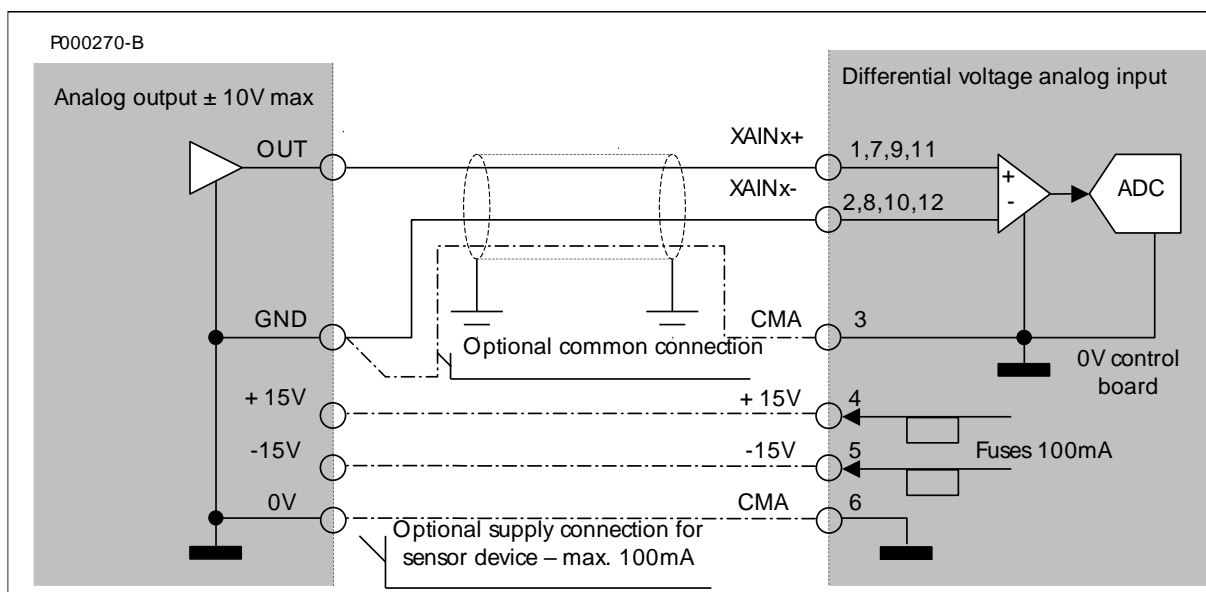 P000270-B
Analog output ± 10V max
Differential voltage analog input
OUT
XAINx+
1,7,9,11
XAINx-
2,8,10,12
+
-
ADC
GND
CMA
3
Optional common connection
0V control
board
+ 15V
+ 15V
4
-15V
-15V
5
Fuses 100mA
0V
CMA
6
Optional supply connection for
sensor device – max. 100mA